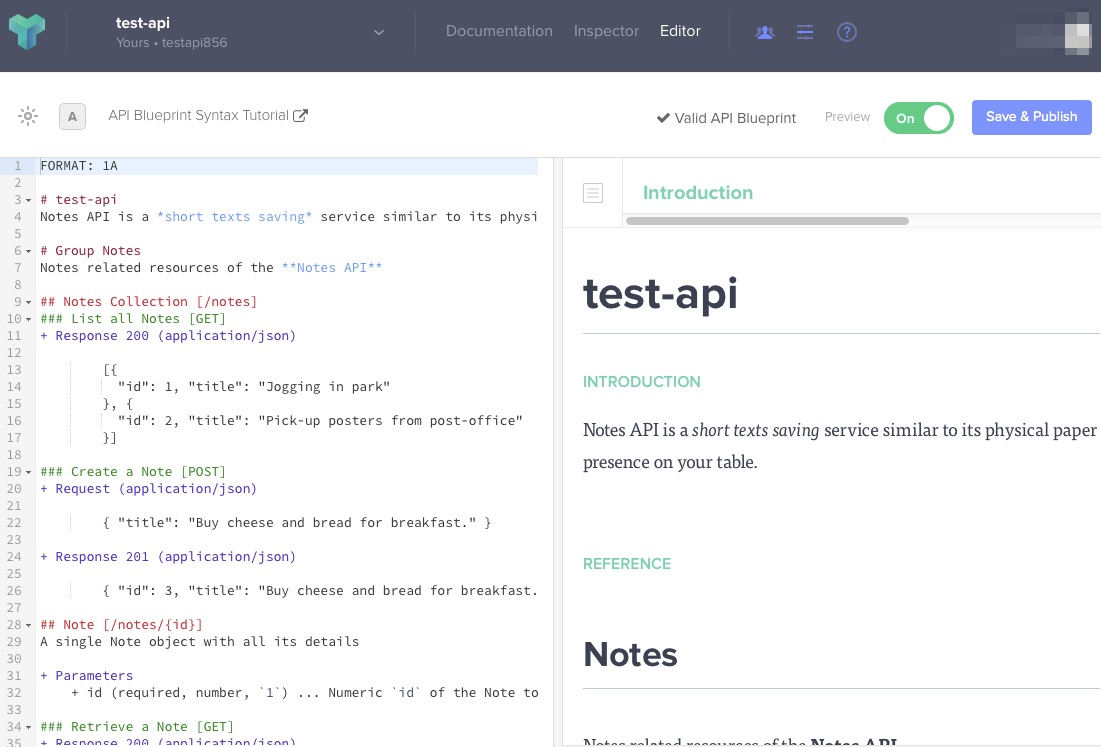 test-api
Yours • testapi856
Documentation Inspector Editor ?
A API Blueprint Syntax Tutorial Valid API Blueprint Preview On Save & Publish
1 FORMAT: 1A
2
3 # test-api
4 Notes API is a *short texts saving* service similar to its physi
5
6 # Group Notes
7 Notes related resources of the **Notes API**
8
9 ## Notes Collection [/notes]
10 ### List all Notes [GET]
11 + Response 200 (application/json)
12
13 [{
14 "id": 1, "title": "Jogging in park"
15 }, {
16 "id": 2, "title": "Pick-up posters from post-office"
17 }]
18
19 ### Create a Note [POST]
20 + Request (application/json)
21
22 { "title": "Buy cheese and bread for breakfast." }
23
24 + Response 201 (application/json)
25
26 { "id": 3, "title": "Buy cheese and bread for breakfast.
27
28 ## Note [/notes/{id}]
29 A single Note object with all its details
30
31 + Parameters
32 + id (required, number, `1`) ... Numeric `id` of the Note to
33
34 ### Retrieve a Note [GET]
35 + Response 200 (application/json)
Introduction
test-api
INTRODUCTION
Notes API is a short texts saving service similar to its physical paper
presence on your table.
REFERENCE
Notes
Notes related resources of the Notes API